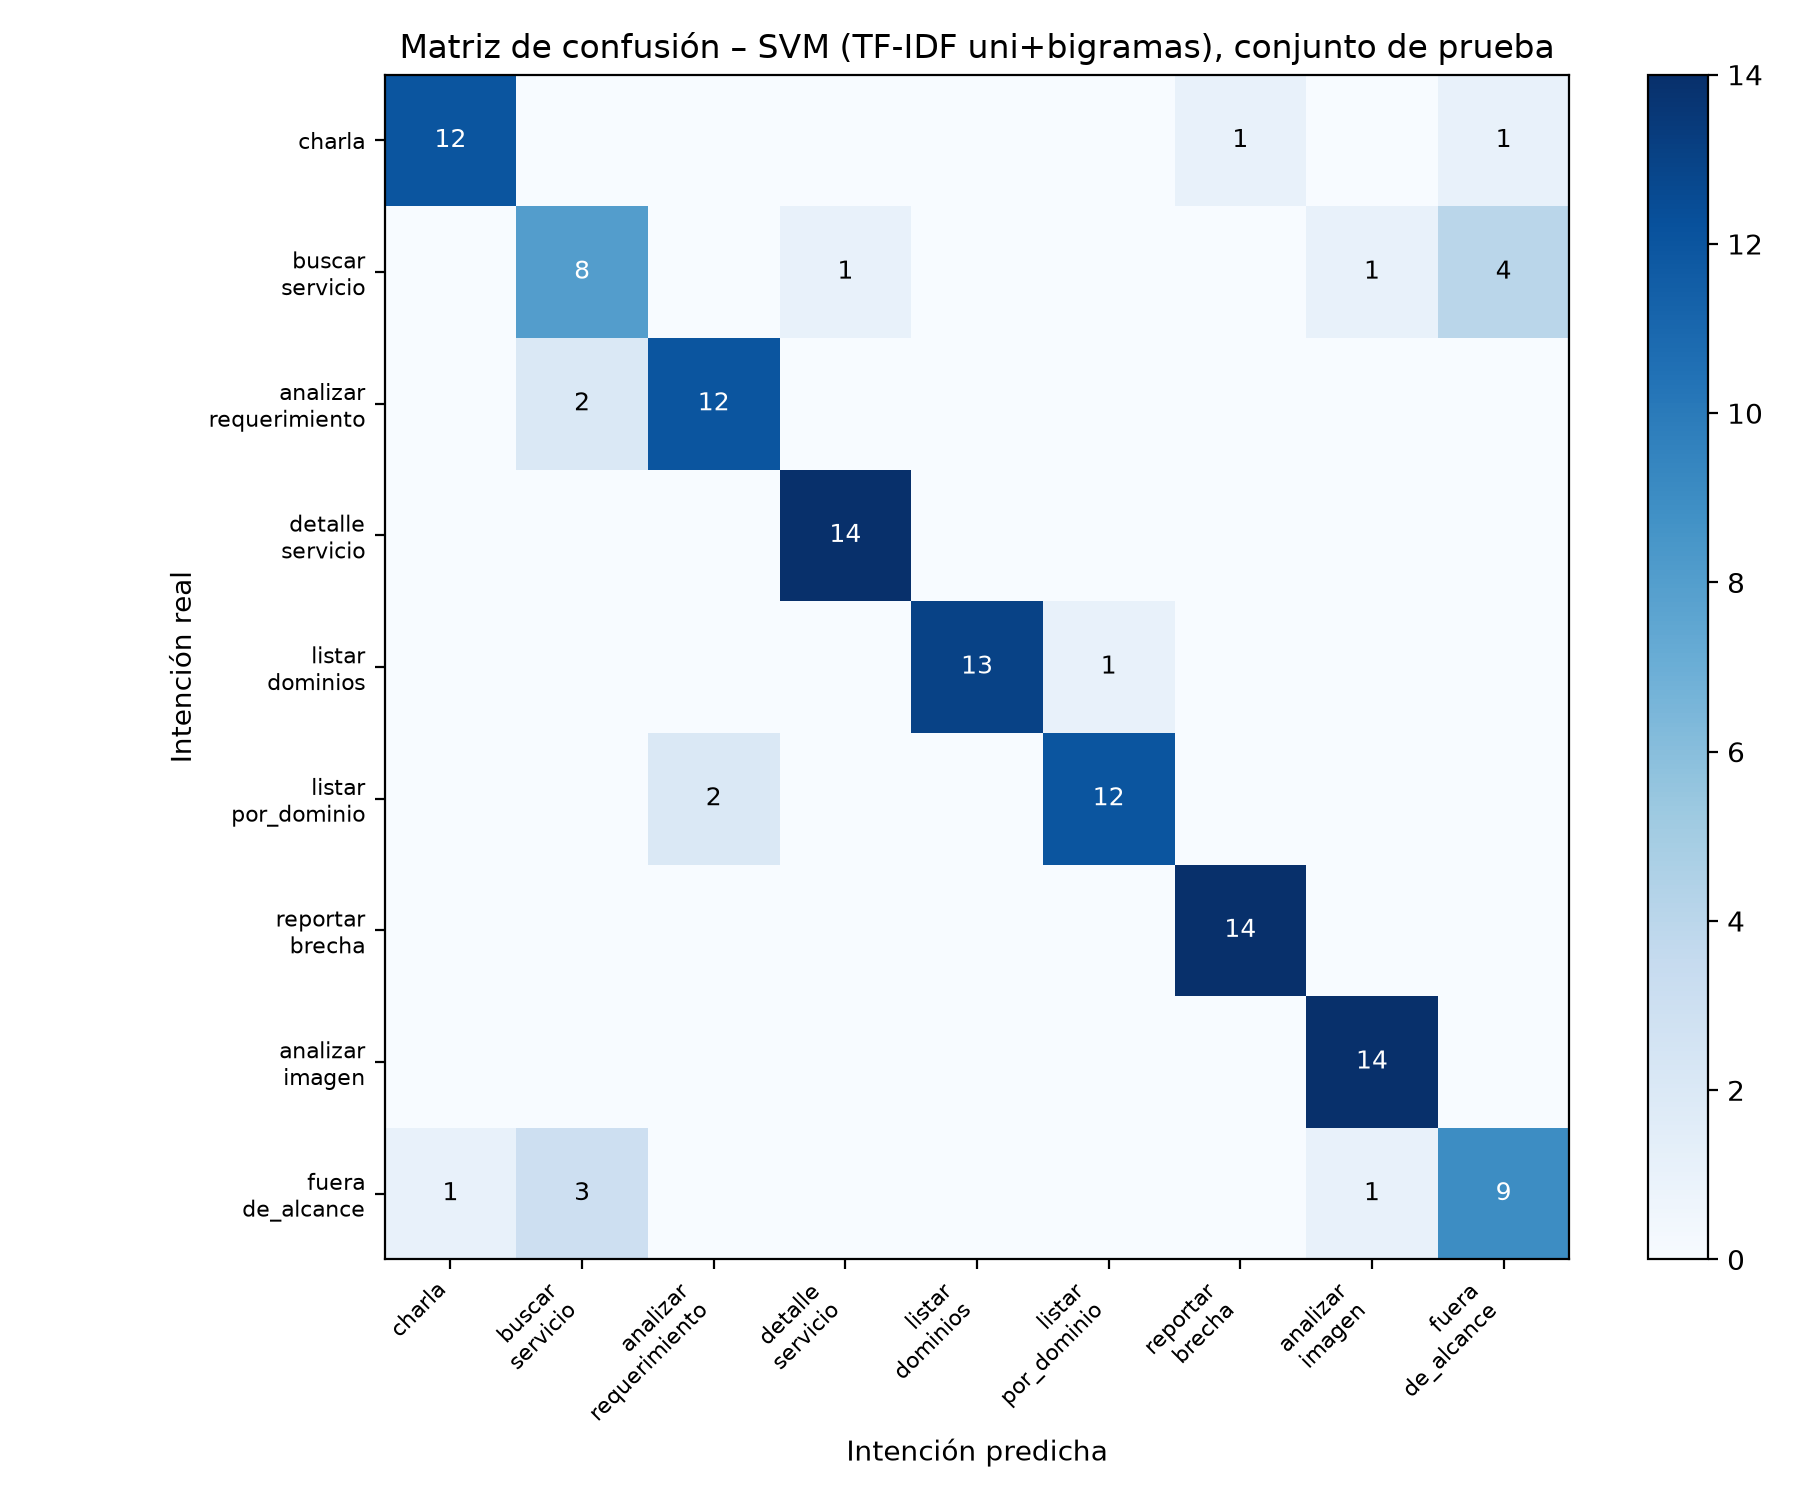 Matriz de confusión – SVM (TF-IDF uni+bigramas), conjunto de prueba
charla
12
1
1
buscar
servicio
8
1
1
4
analizar
requerimiento
2
12
detalle
servicio
14
listar
dominios
13
1
listar
por_dominio
2
12
reportar
brecha
14
analizar
imagen
14
fuera
de_alcance
1
3
1
9
Intención real
charla
buscar
servicio
analizar
requerimiento
detalle
servicio
listar
dominios
listar
por_dominio
reportar
brecha
analizar
imagen
fuera
de_alcance
Intención predicha
14
12
10
8
6
4
2
0